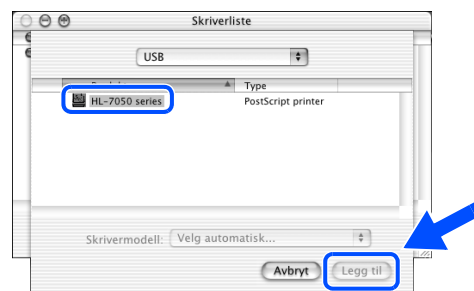 Skriverliste
USB
Type
HL-7050 series PostScript printer
Skrivermodell: Velg automatisk...
Avbryt Legg til